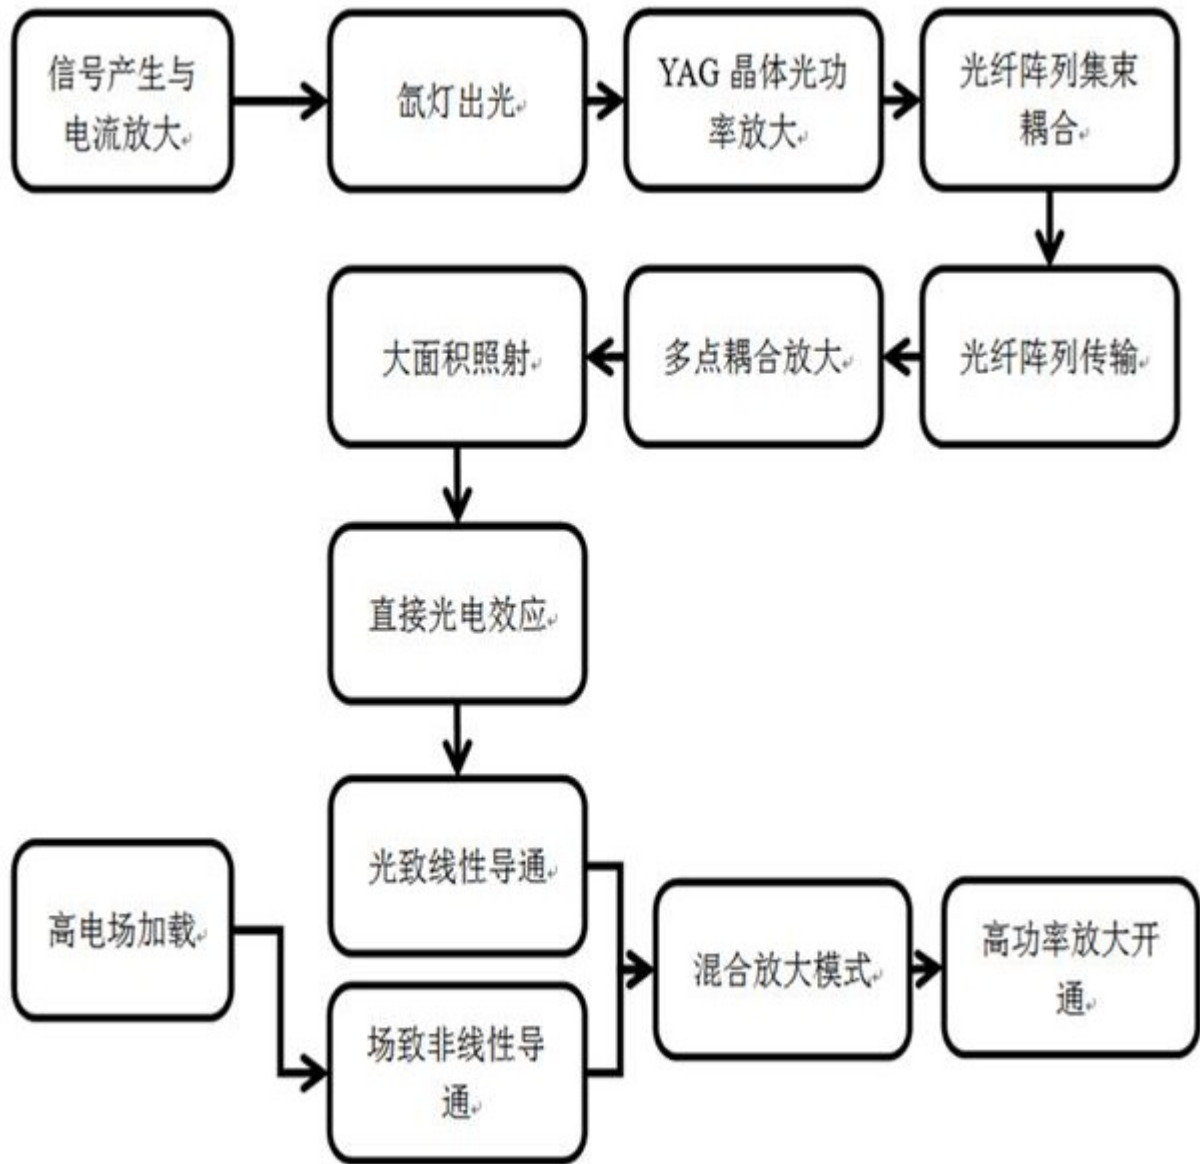 信号产生与
电流放大
氙灯出光
YAG 晶体光功
率放大
光纤阵列集束
耦合
大面积照射
多点耦合放大
光纤阵列传输
直接光电效应
光致线性导通
高电场加载
场致非线性导
通
混合放大模式
高功率放大开
通